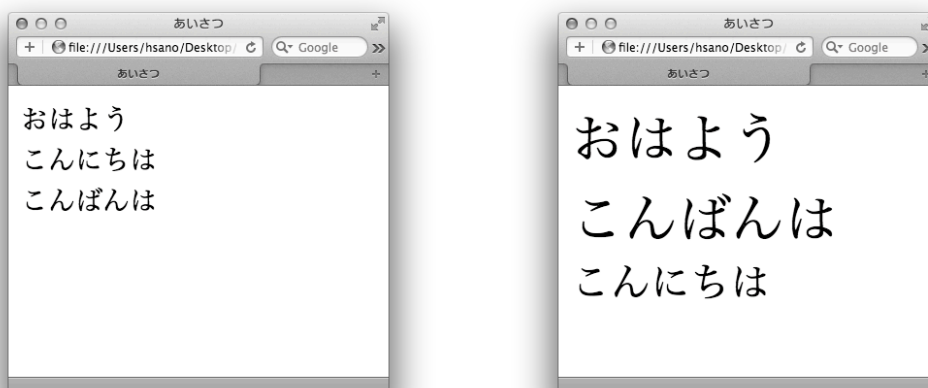 あいさつ
+ file:///Users/hsano/Desktop/ Google
あいさつ +
おはよう
こんにちは
こんばんは
あいさつ
+ file:///Users/hsano/Desktop/ Google
あいさつ +
おはよう
こんばんは
こんにちは